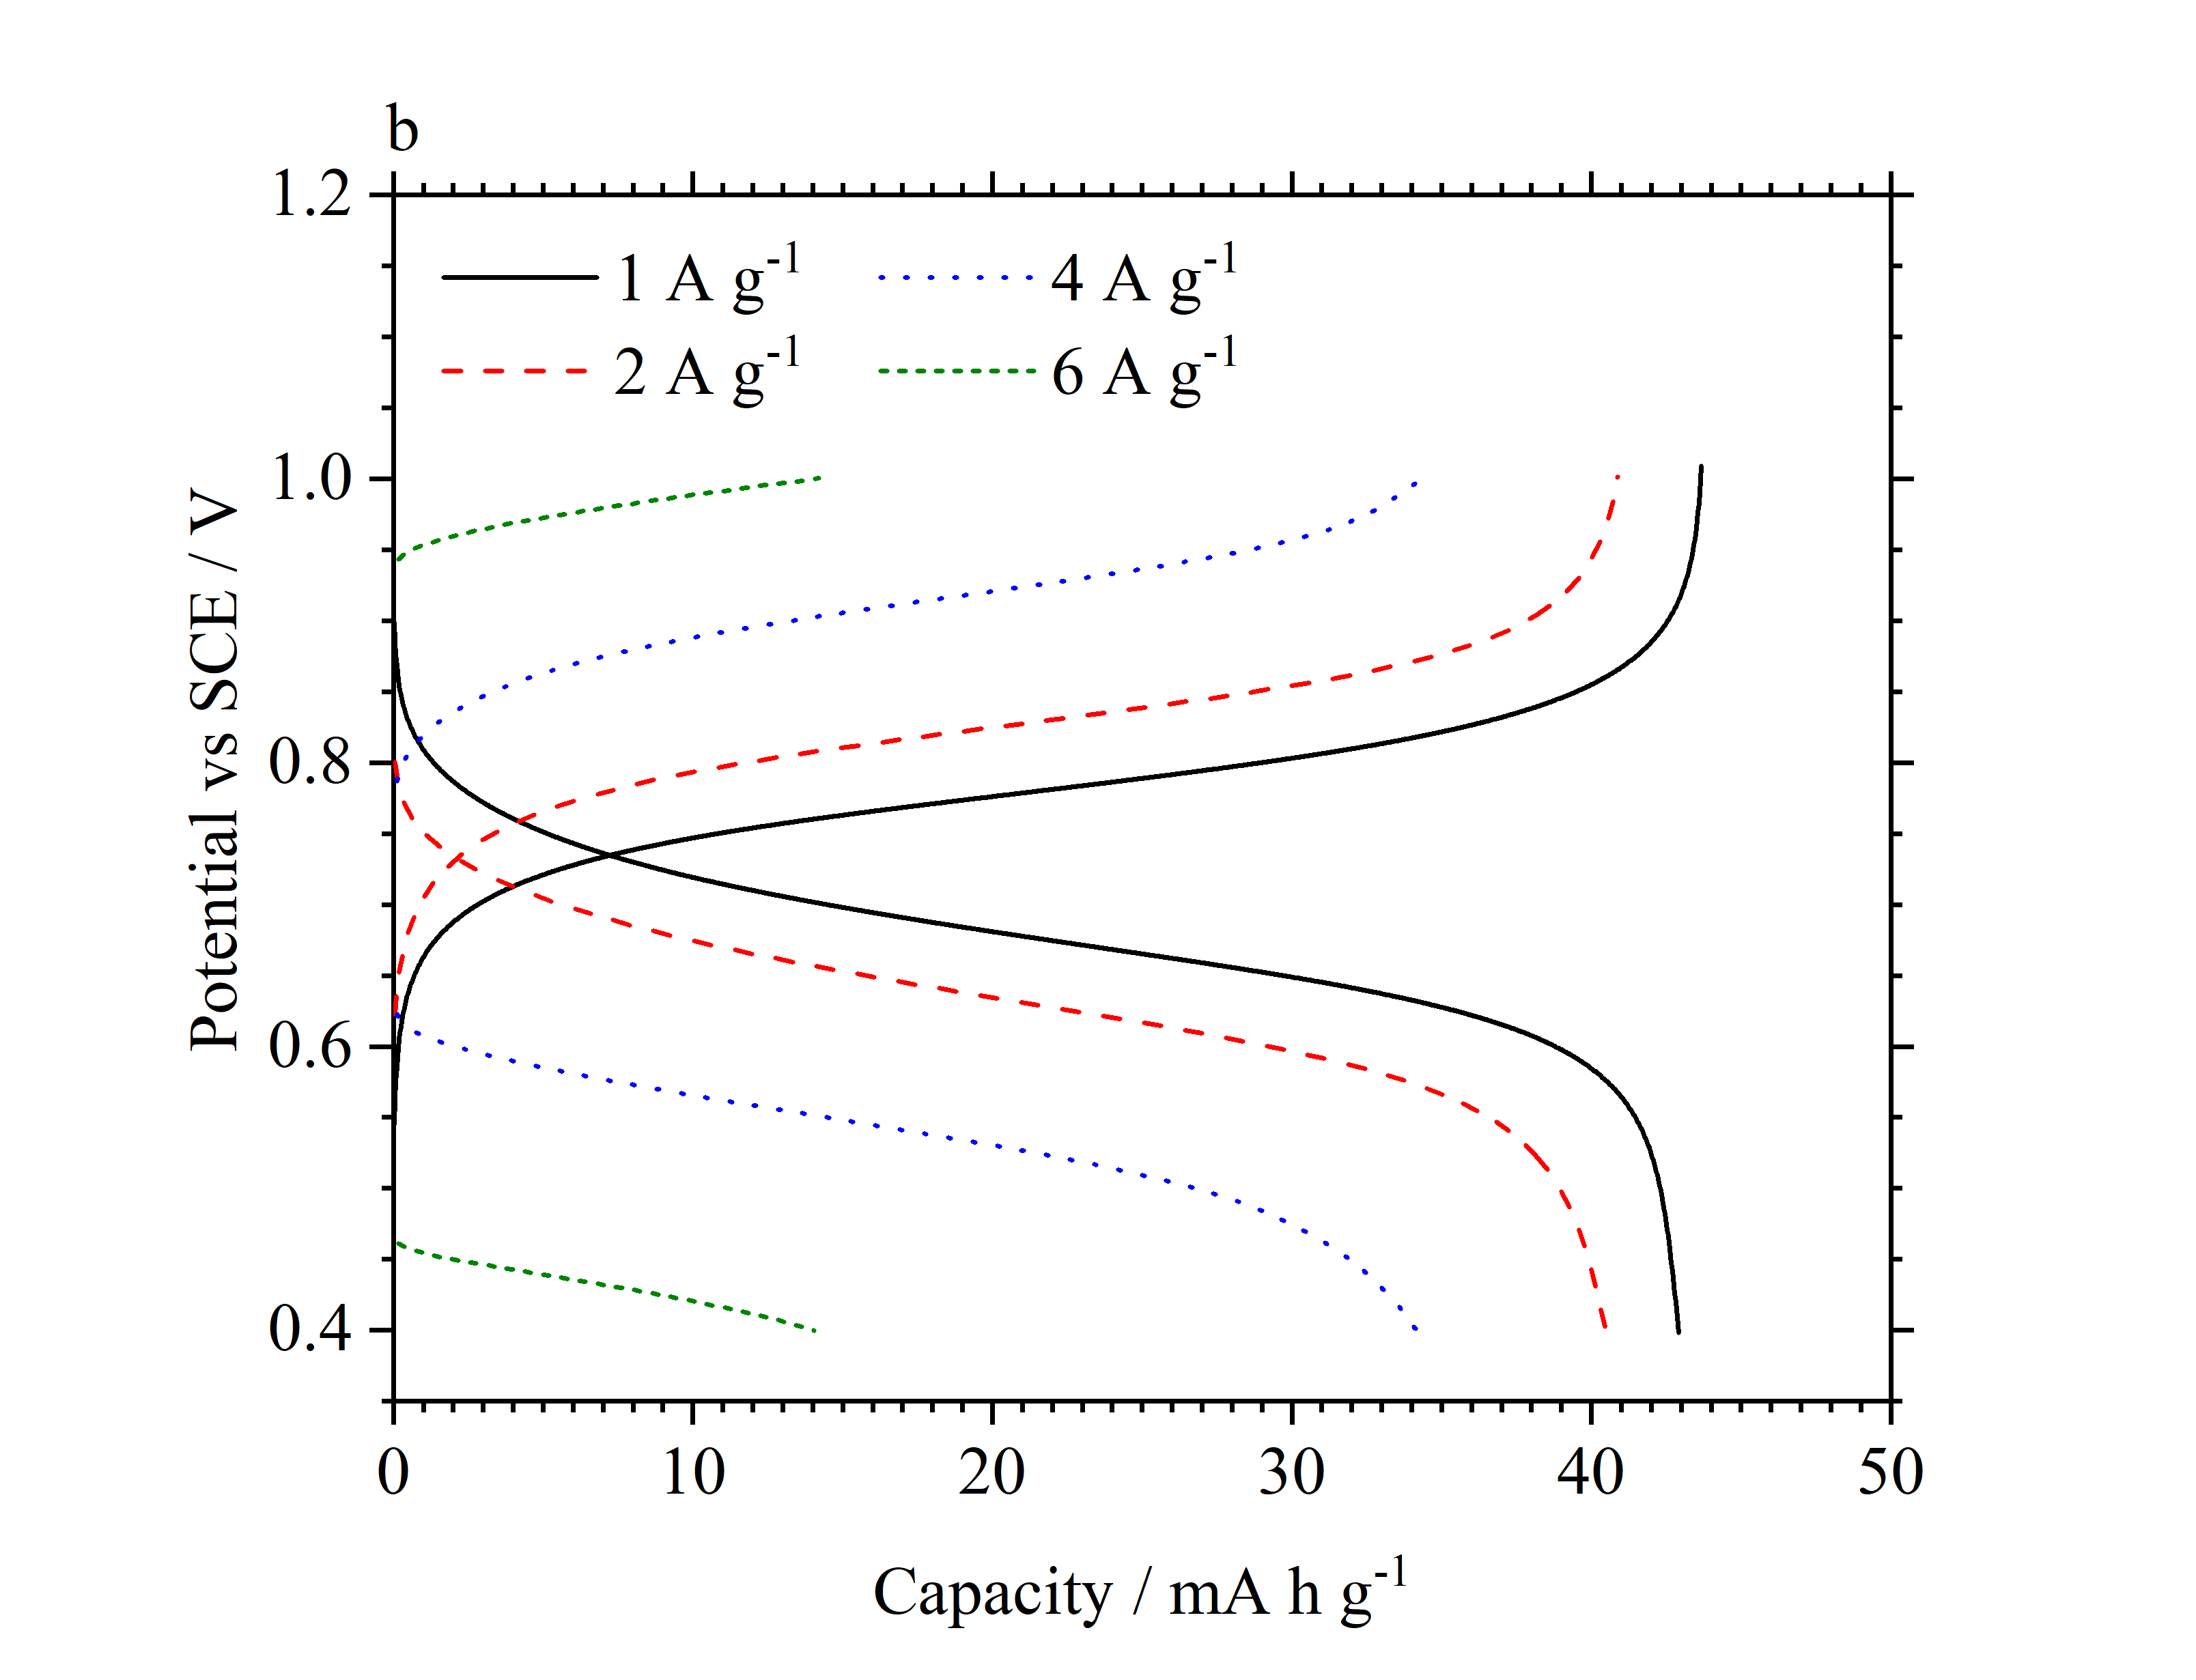 b
1.2
1 A g⁻¹ 4 A g⁻¹
2 A g⁻¹ 6 A g⁻¹
1.0
0.8
0.6
0.4
Potential vs SCE / V
0 10 20 30 40 50
Capacity / mA h g⁻¹